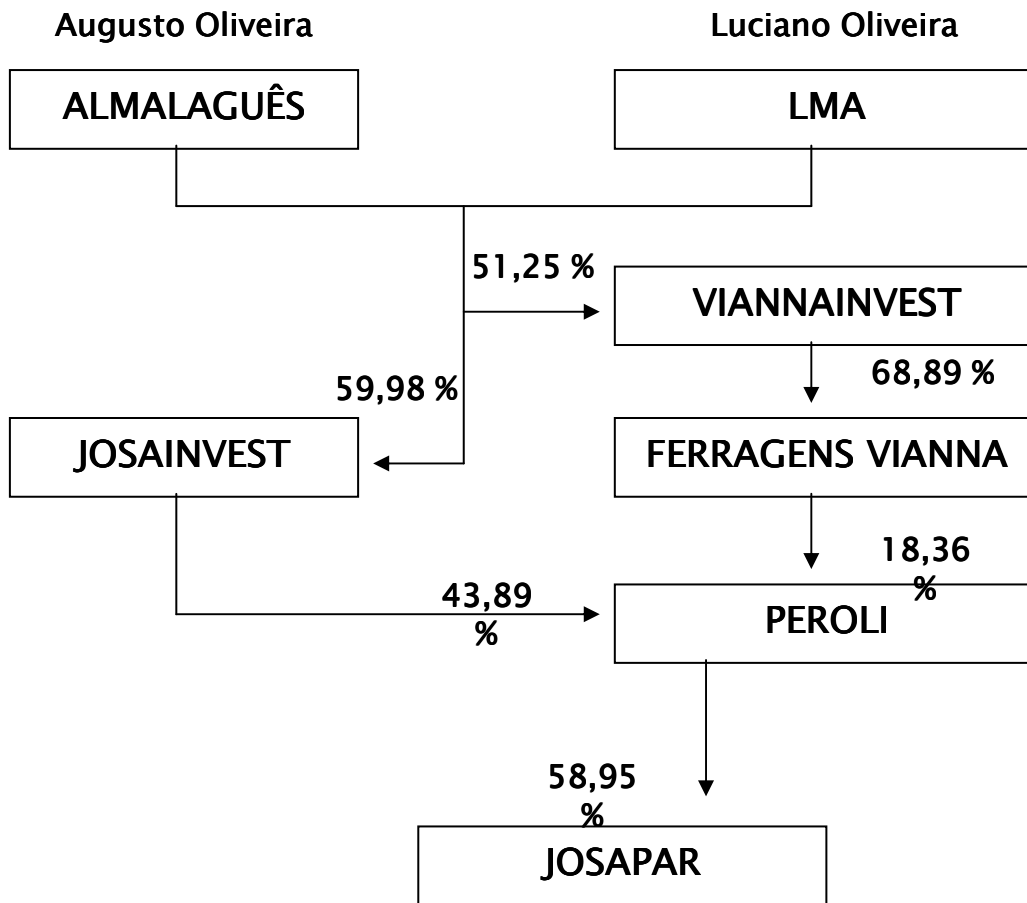 Augusto Oliveira
Luciano Oliveira
ALMALAGUÊS
LMA
51,25 %
VIANNAINVEST
59,98 %
68,89 %
JOSAINVEST
FERRAGENS VIANNA
18,36
%
43,89
%
PEROLI
58,95
%
JOSAPAR